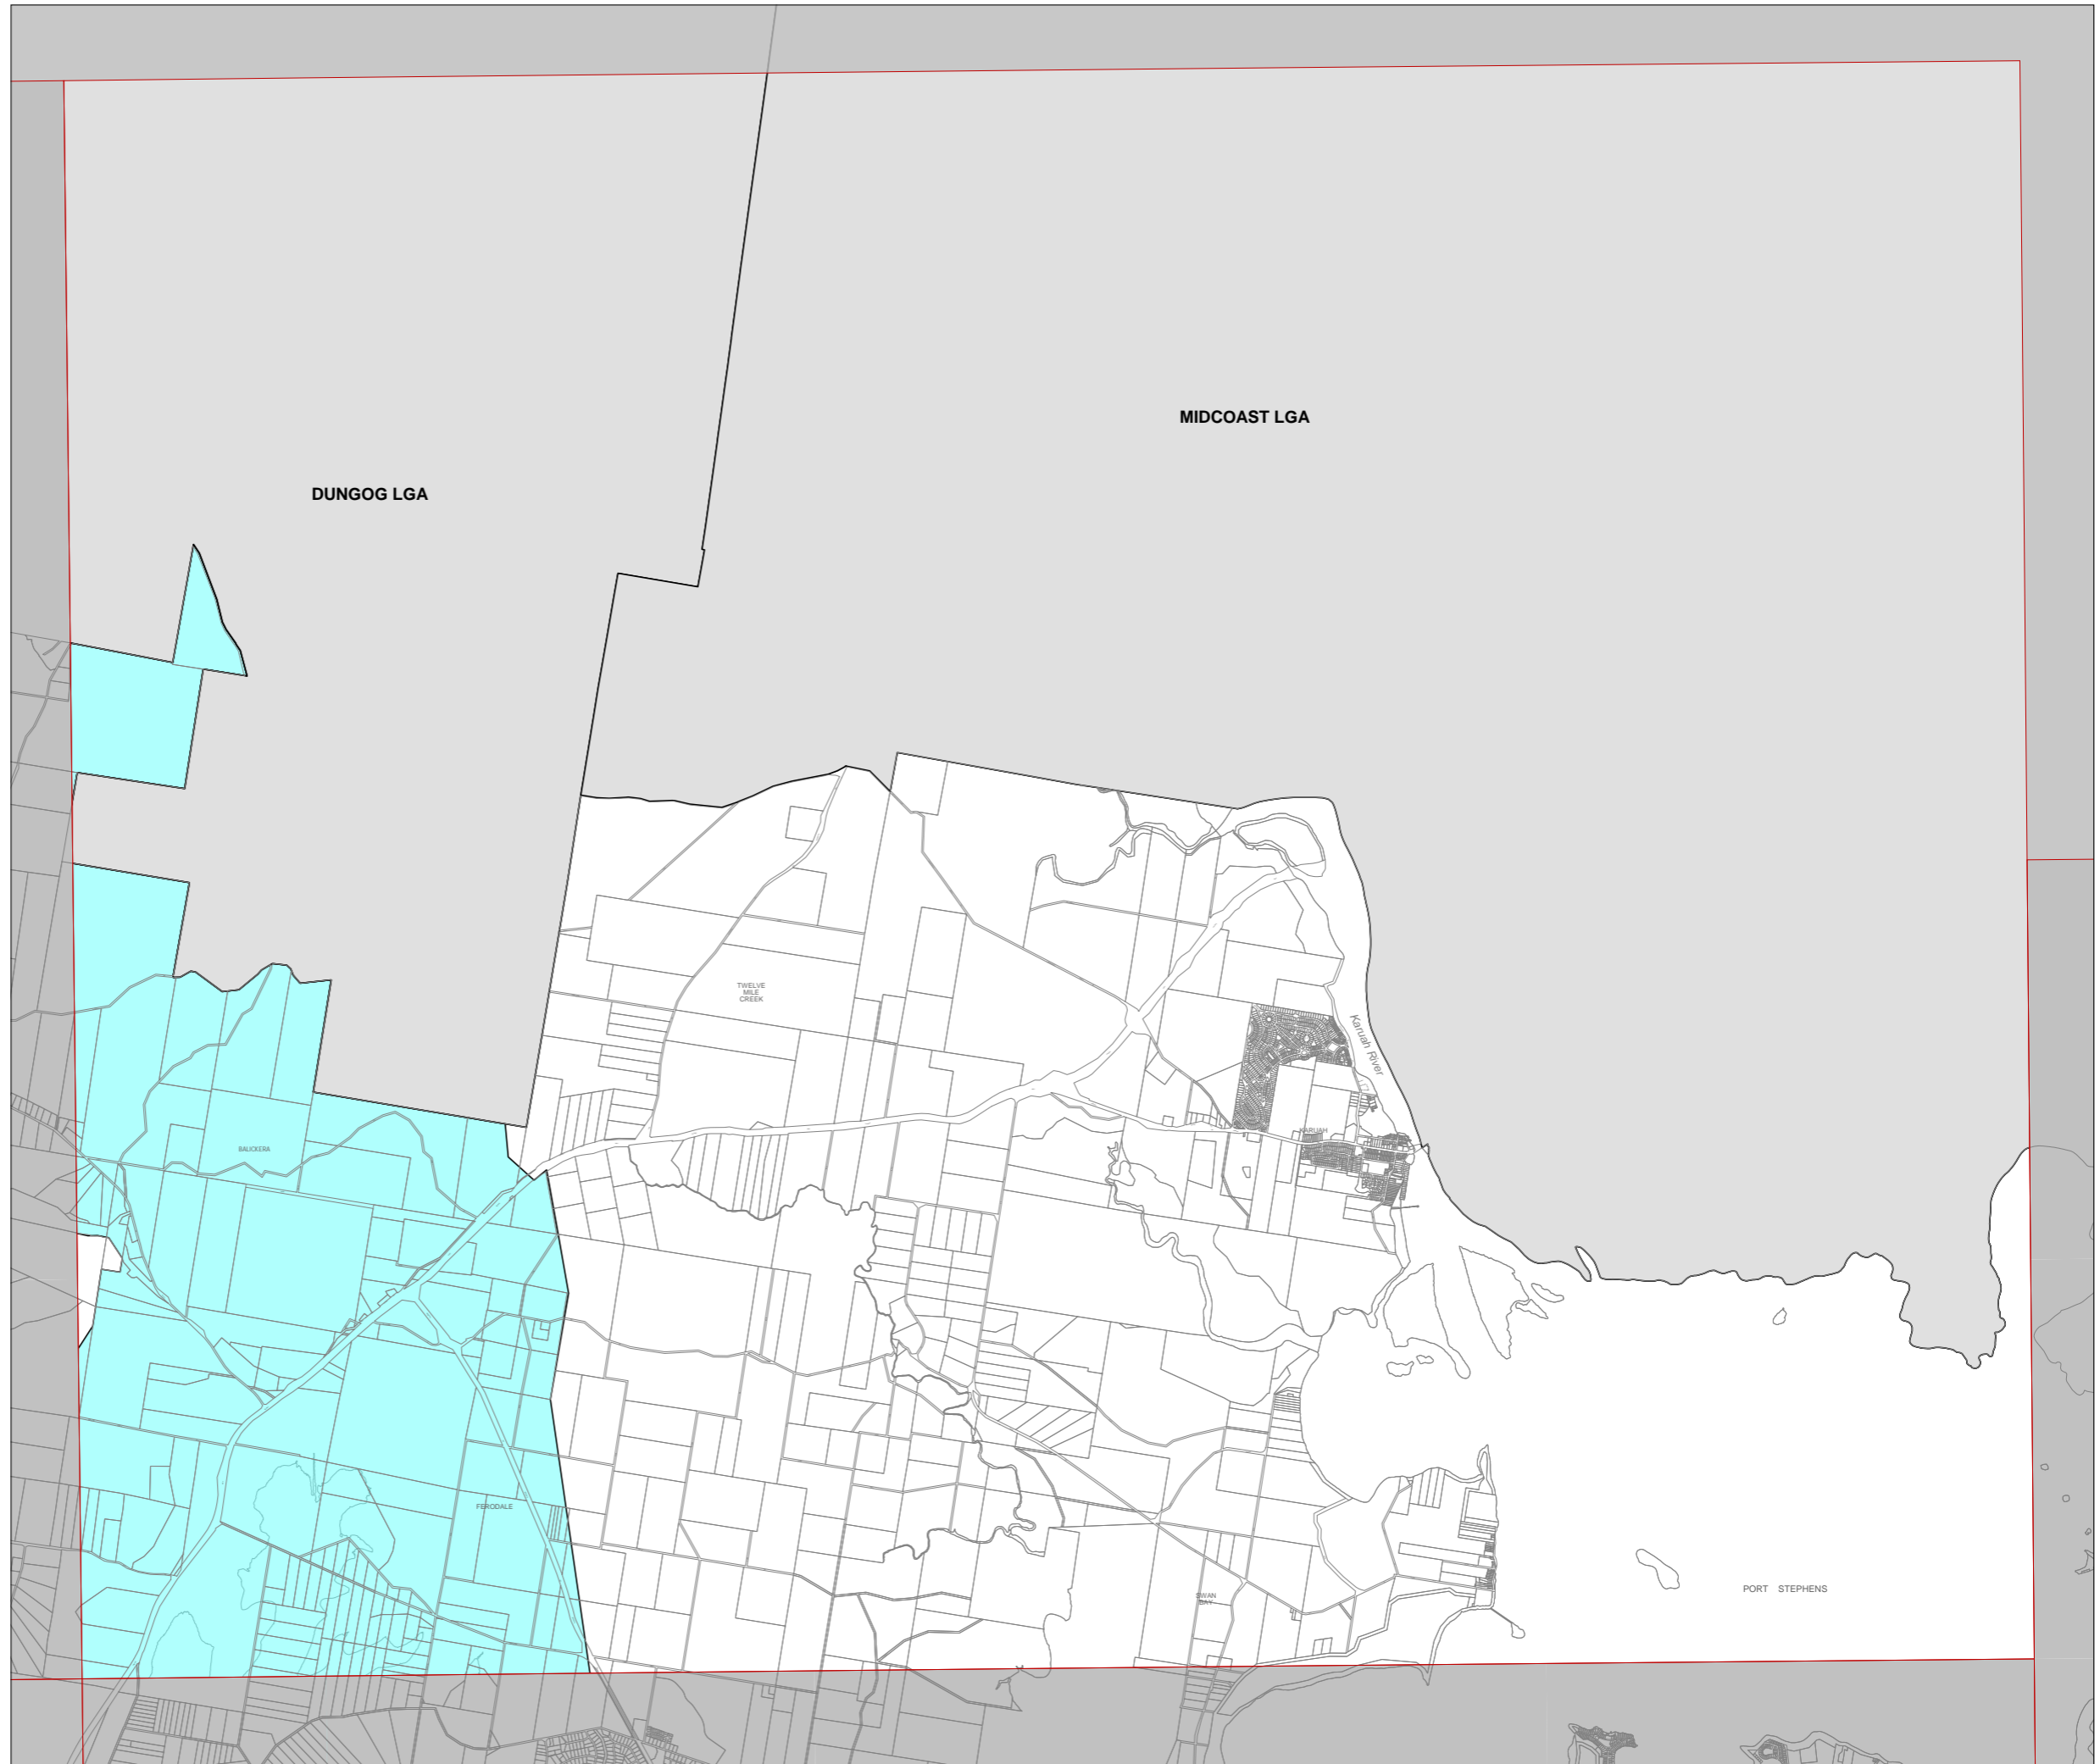 MIDCOAST LGA
DUNGOG LGA
TWELVE
MILE
CREEK
Karuah River
KARUAH
BALICKERA
FERODALE
SWAN
BAY
PORT STEPHENS